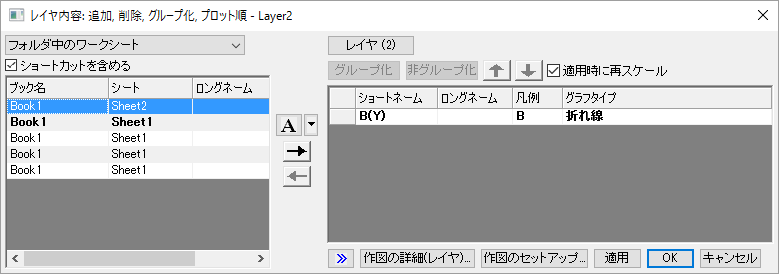 レイヤ内容: 追加, 削除, グループ化, プロット順 - Layer2
フォルダ中のワークシート
ショートカットを含める
ブック名 シート ロングネーム
Book1 Sheet2
Book1 Sheet1
Book1 Sheet1
Book1 Sheet1
Book1 Sheet1
A
レイヤ (2)
グループ化 非グループ化 適用時に再スケール
ショートネーム ロングネーム 凡例 グラフタイプ
B(Y) B 折れ線
作図の詳細(レイヤ)... 作図のセットアップ... 適用 OK キャンセル